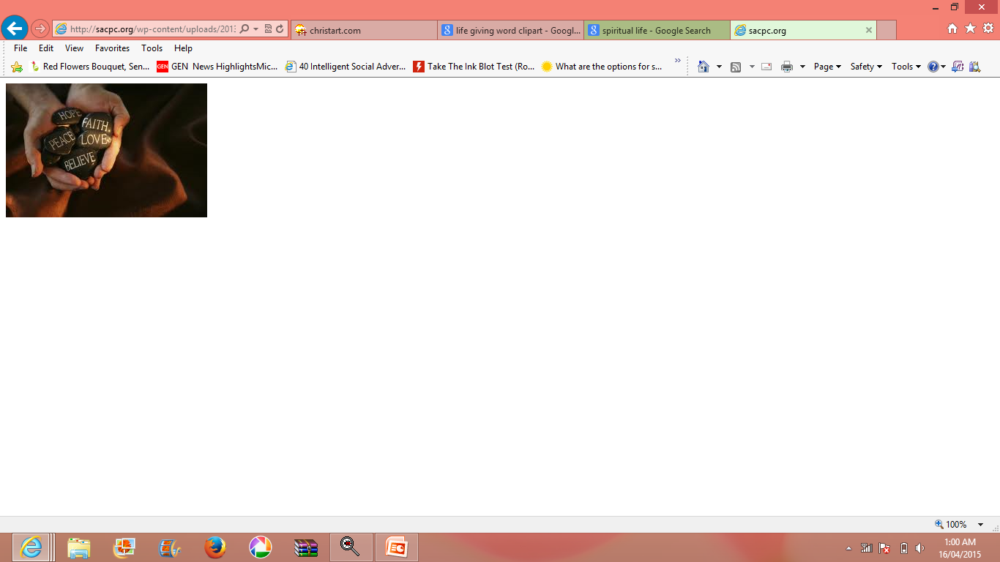 http://sacpc.org/wp-content/uploads/2013
christart.com
life giving word clipart - Googl...
spiritual life - Google Search
sacpc.org
File Edit View Favorites Tools Help
Red Flowers Bouquet, Sen...
GEN
GEN News HighlightsMic...
40 Intelligent Social Adver...
Take The Ink Blot Test (Ro...
What are the options for s...
Page
Safety
Tools
HOPE
FAITH
PEACE
LOVE
BELIEVE
100%
1:00 AM
16/04/2015